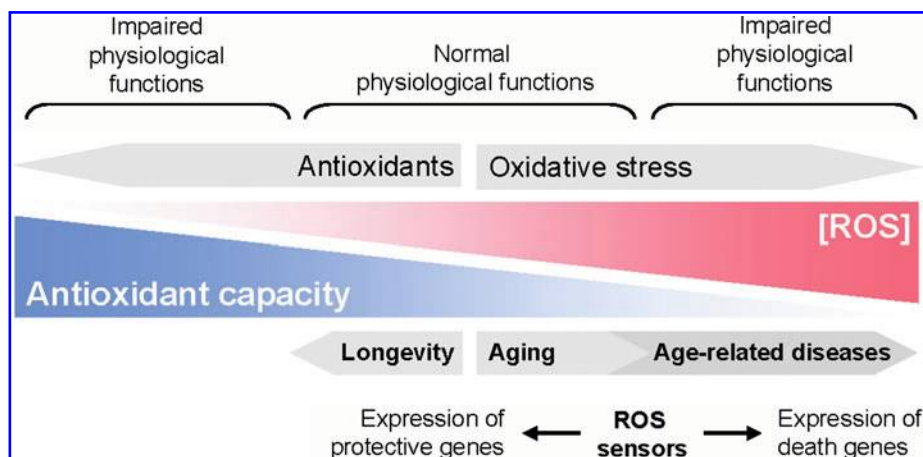 Impaired
physiological
functions
Normal
physiological functions
Impaired
physiological
functions
Antioxidants
Oxidative stress
[ROS]
Antioxidant capacity
Longevity
Aging
Age-related diseases
Expression of
protective genes
ROS
sensors
Expression of
death genes